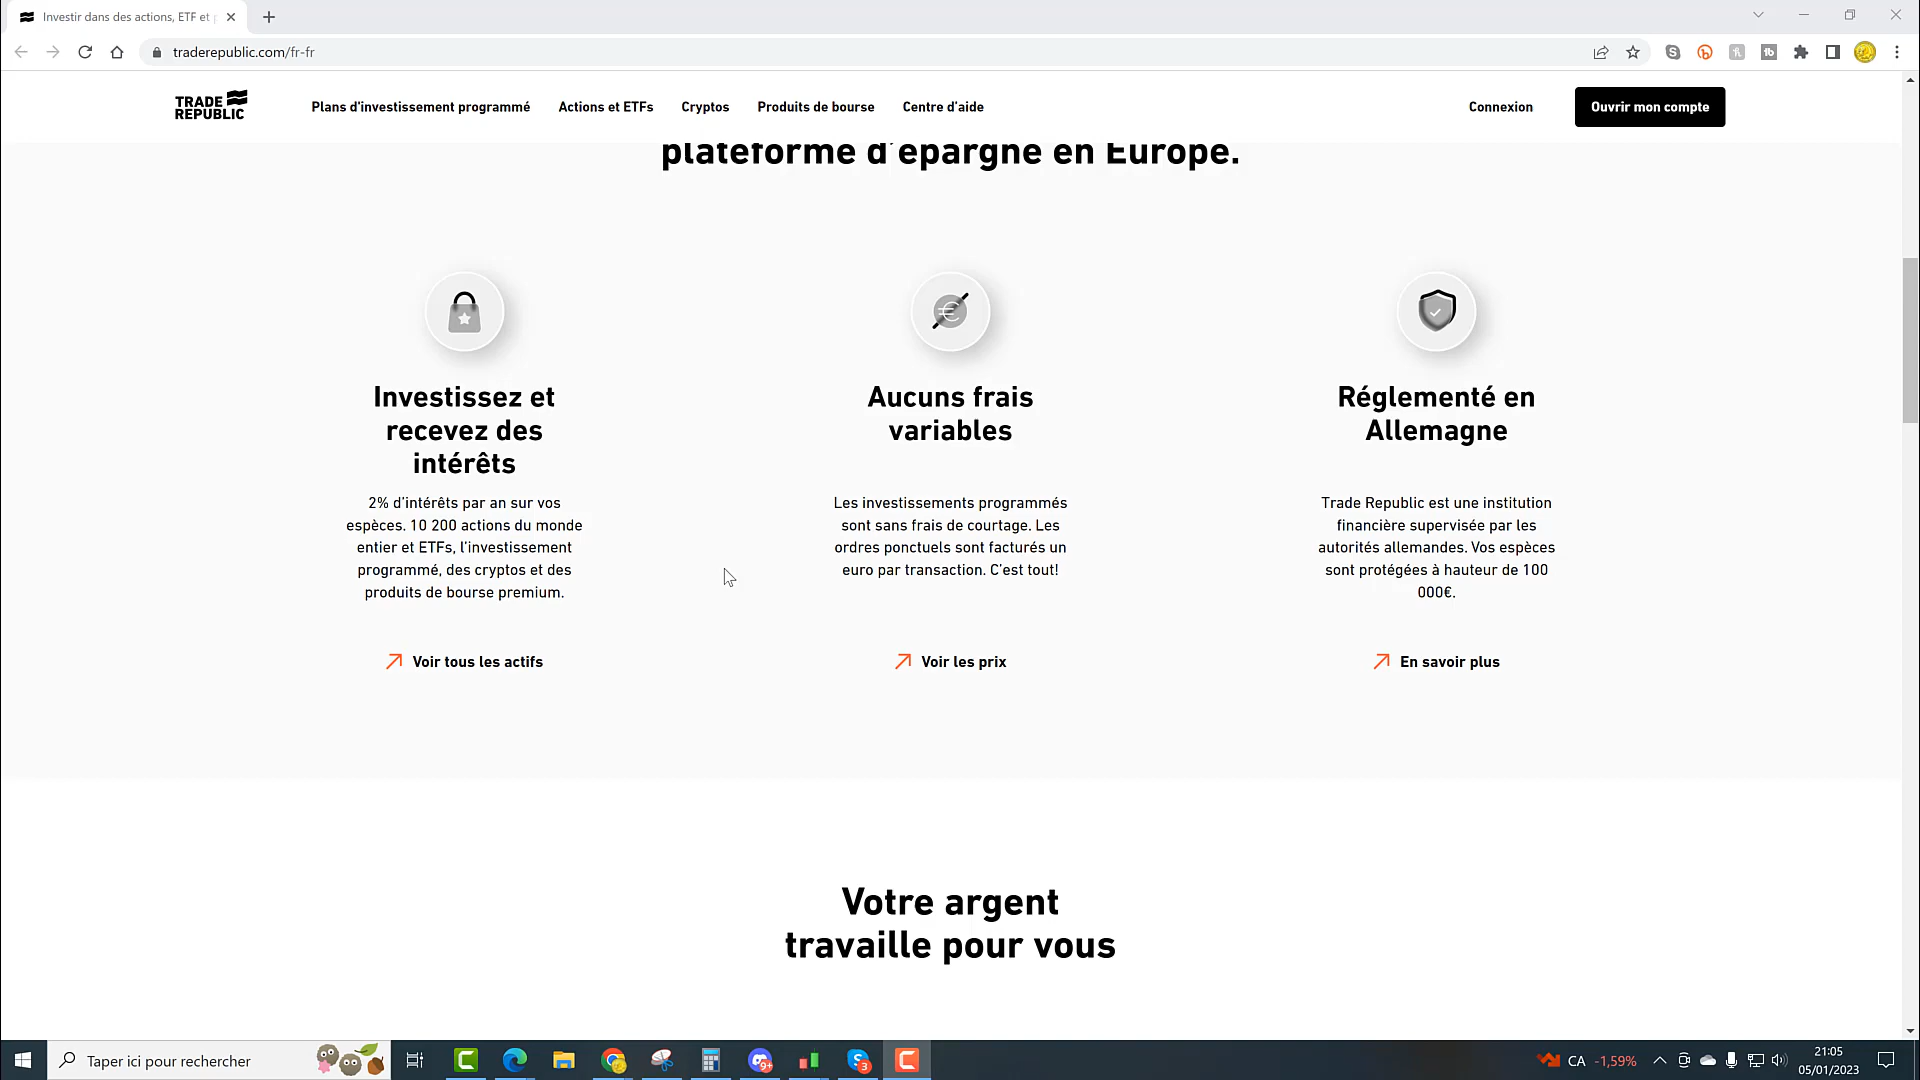 Investir dans des actions, ETF et p
traderepublic.com/fr-fr
TRADE REPUBLIC
Plans d'investissement programmé
Actions et ETFs
Cryptos
Produits de bourse
Centre d'aide
Connexion
Ouvrir mon compte
plateforme d'épargne en Europe.
Investissez et
recevez des
intérêts
2% d'intérêts par an sur vos
espèces. 10 200 actions du monde
entier et ETFs, l'investissement
programmé, des cryptos et des
produits de bourse premium.
Voir tous les actifs
Aucuns frais
variables
Les investissements programmés
sont sans frais de courtage. Les
ordres ponctuels sont facturés un
euro par transaction. C'est tout!
Voir les prix
Réglementé en
Allemagne
Trade Republic est une institution
financière supervisée par les
autorités allemandes. Vos espèces
sont protégées à hauteur de 100
000€.
En savoir plus
Votre argent
travaille pour vous
Taper ici pour rechercher
9+
3
CA -1,59%
21:05
05/01/2023